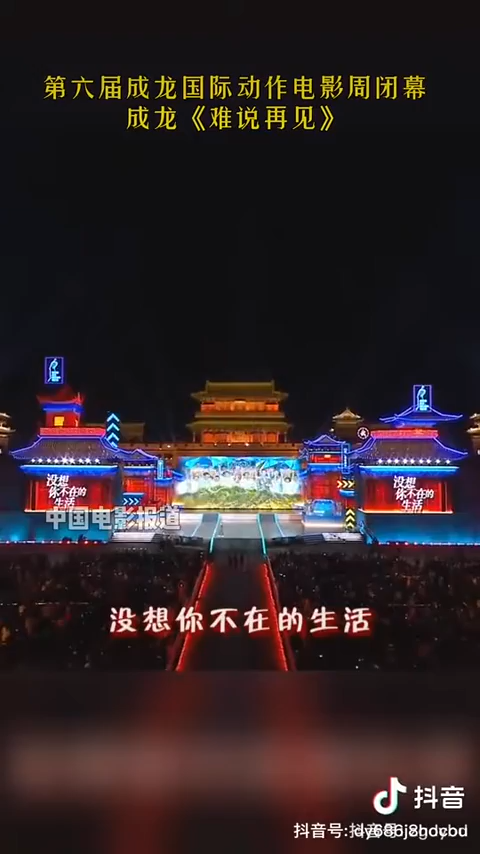 第六届成龙国际动作电影周闭幕
成龙《难说再见》
没想
你不在的
生活
没想
你不在的
生活
中国电影报道
没想你不在的生活
抖音